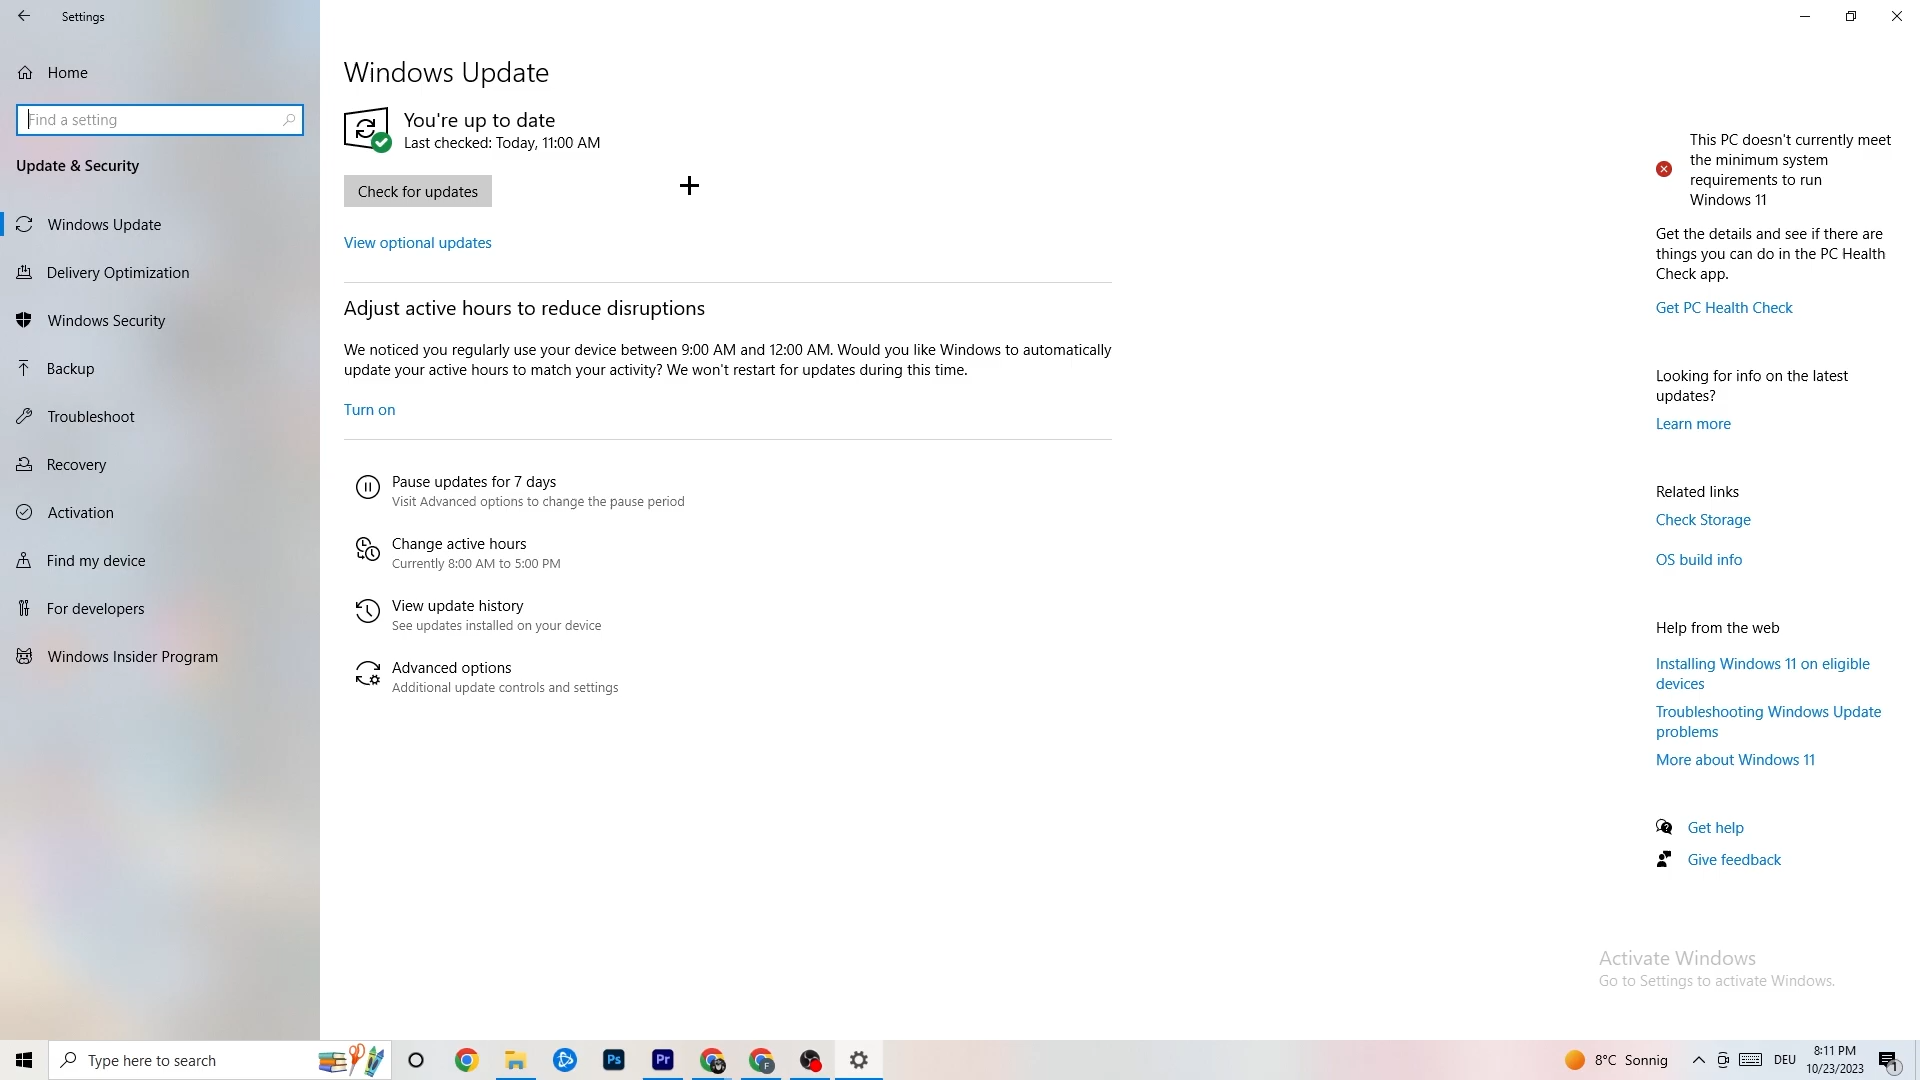 Settings
Home
Find a setting
Update & Security
Windows Update
Delivery Optimization
Windows Security
Backup
Troubleshoot
Recovery
Activation
Find my device
For developers
Windows Insider Program
Windows Update
You're up to date
Last checked: Today, 11:00 AM
Check for updates
View optional updates
Adjust active hours to reduce disruptions
We noticed you regularly use your device between 9:00 AM and 12:00 AM. Would you like Windows to automatically
update your active hours to match your activity? We won't restart for updates during this time.
Turn on
Pause updates for 7 days
Visit Advanced options to change the pause period
Change active hours
Currently 8:00 AM to 5:00 PM
View update history
See updates installed on your device
Advanced options
Additional update controls and settings
This PC doesn't currently meet
the minimum system
requirements to run
Windows 11
Get the details and see if there are
things you can do in the PC Health
Check app.
Get PC Health Check
Looking for info on the latest
updates?
Learn more
Related links
Check Storage
OS build info
Help from the web
Installing Windows 11 on eligible
devices
Troubleshooting Windows Update
problems
More about Windows 11
Get help
Give feedback
Activate Windows
Go to Settings to activate Windows.
Type here to search
Ps
Pr
F
8°C Sonnig
DEU
8:11 PM
10/23/2023
1